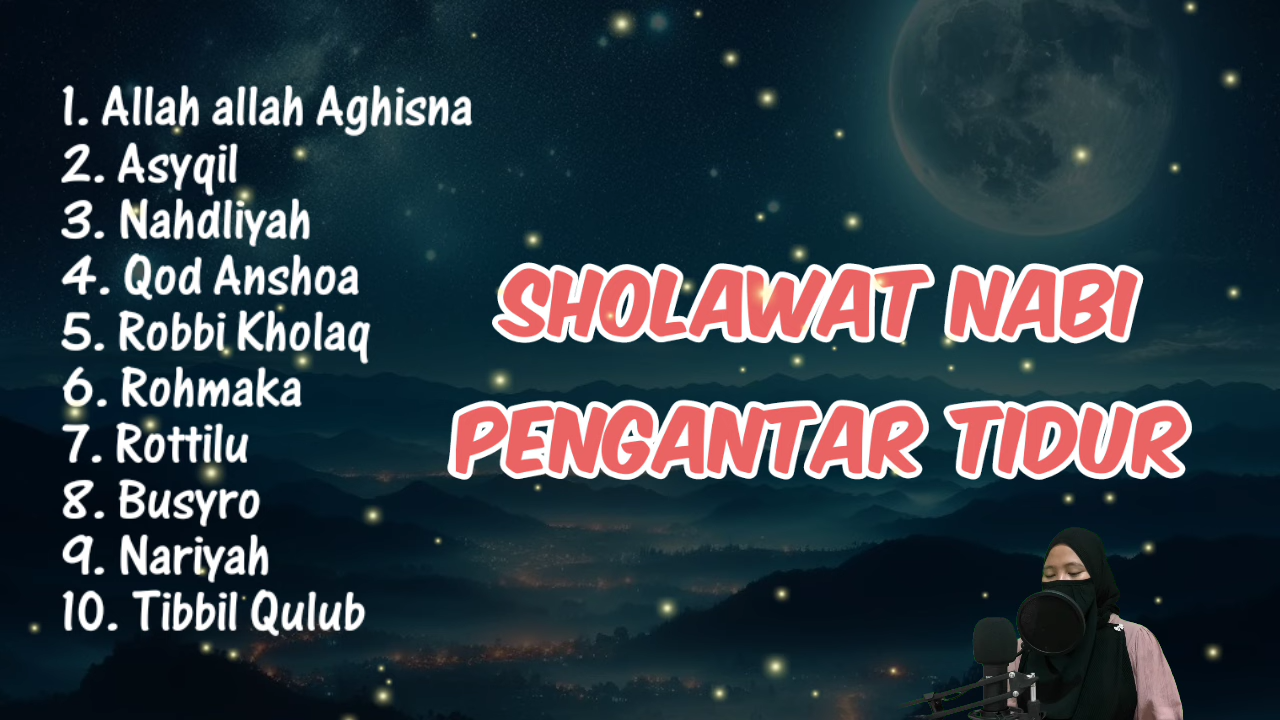 1. Allah allah Aghisna
2. Asyqil
3. Nahdliyah
4. Qod Anshoa
5. Robbi Kholaq
6. Rohmaka
7. Rottilu
8. Busyro
9. Nariyah
10. Tibbil Qulub
SHOLAWAT NABI
PENGANTAR TIDUR